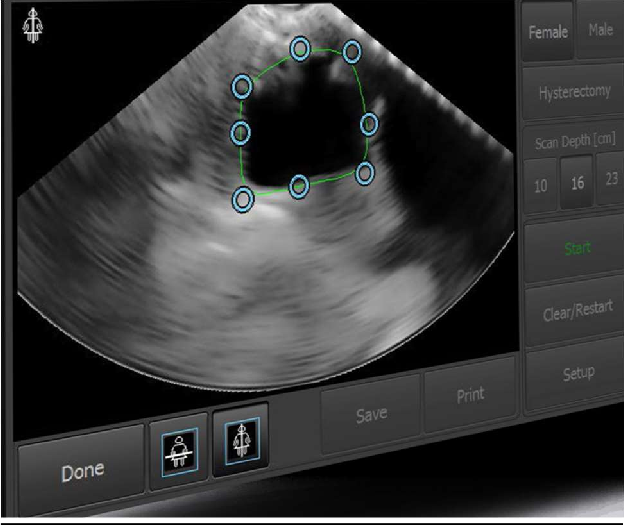 Female Male
Hysterectomy
Scan Depth [cm]
10 16 23
Start
Clear/Restart
Setup
Print
Save
Done